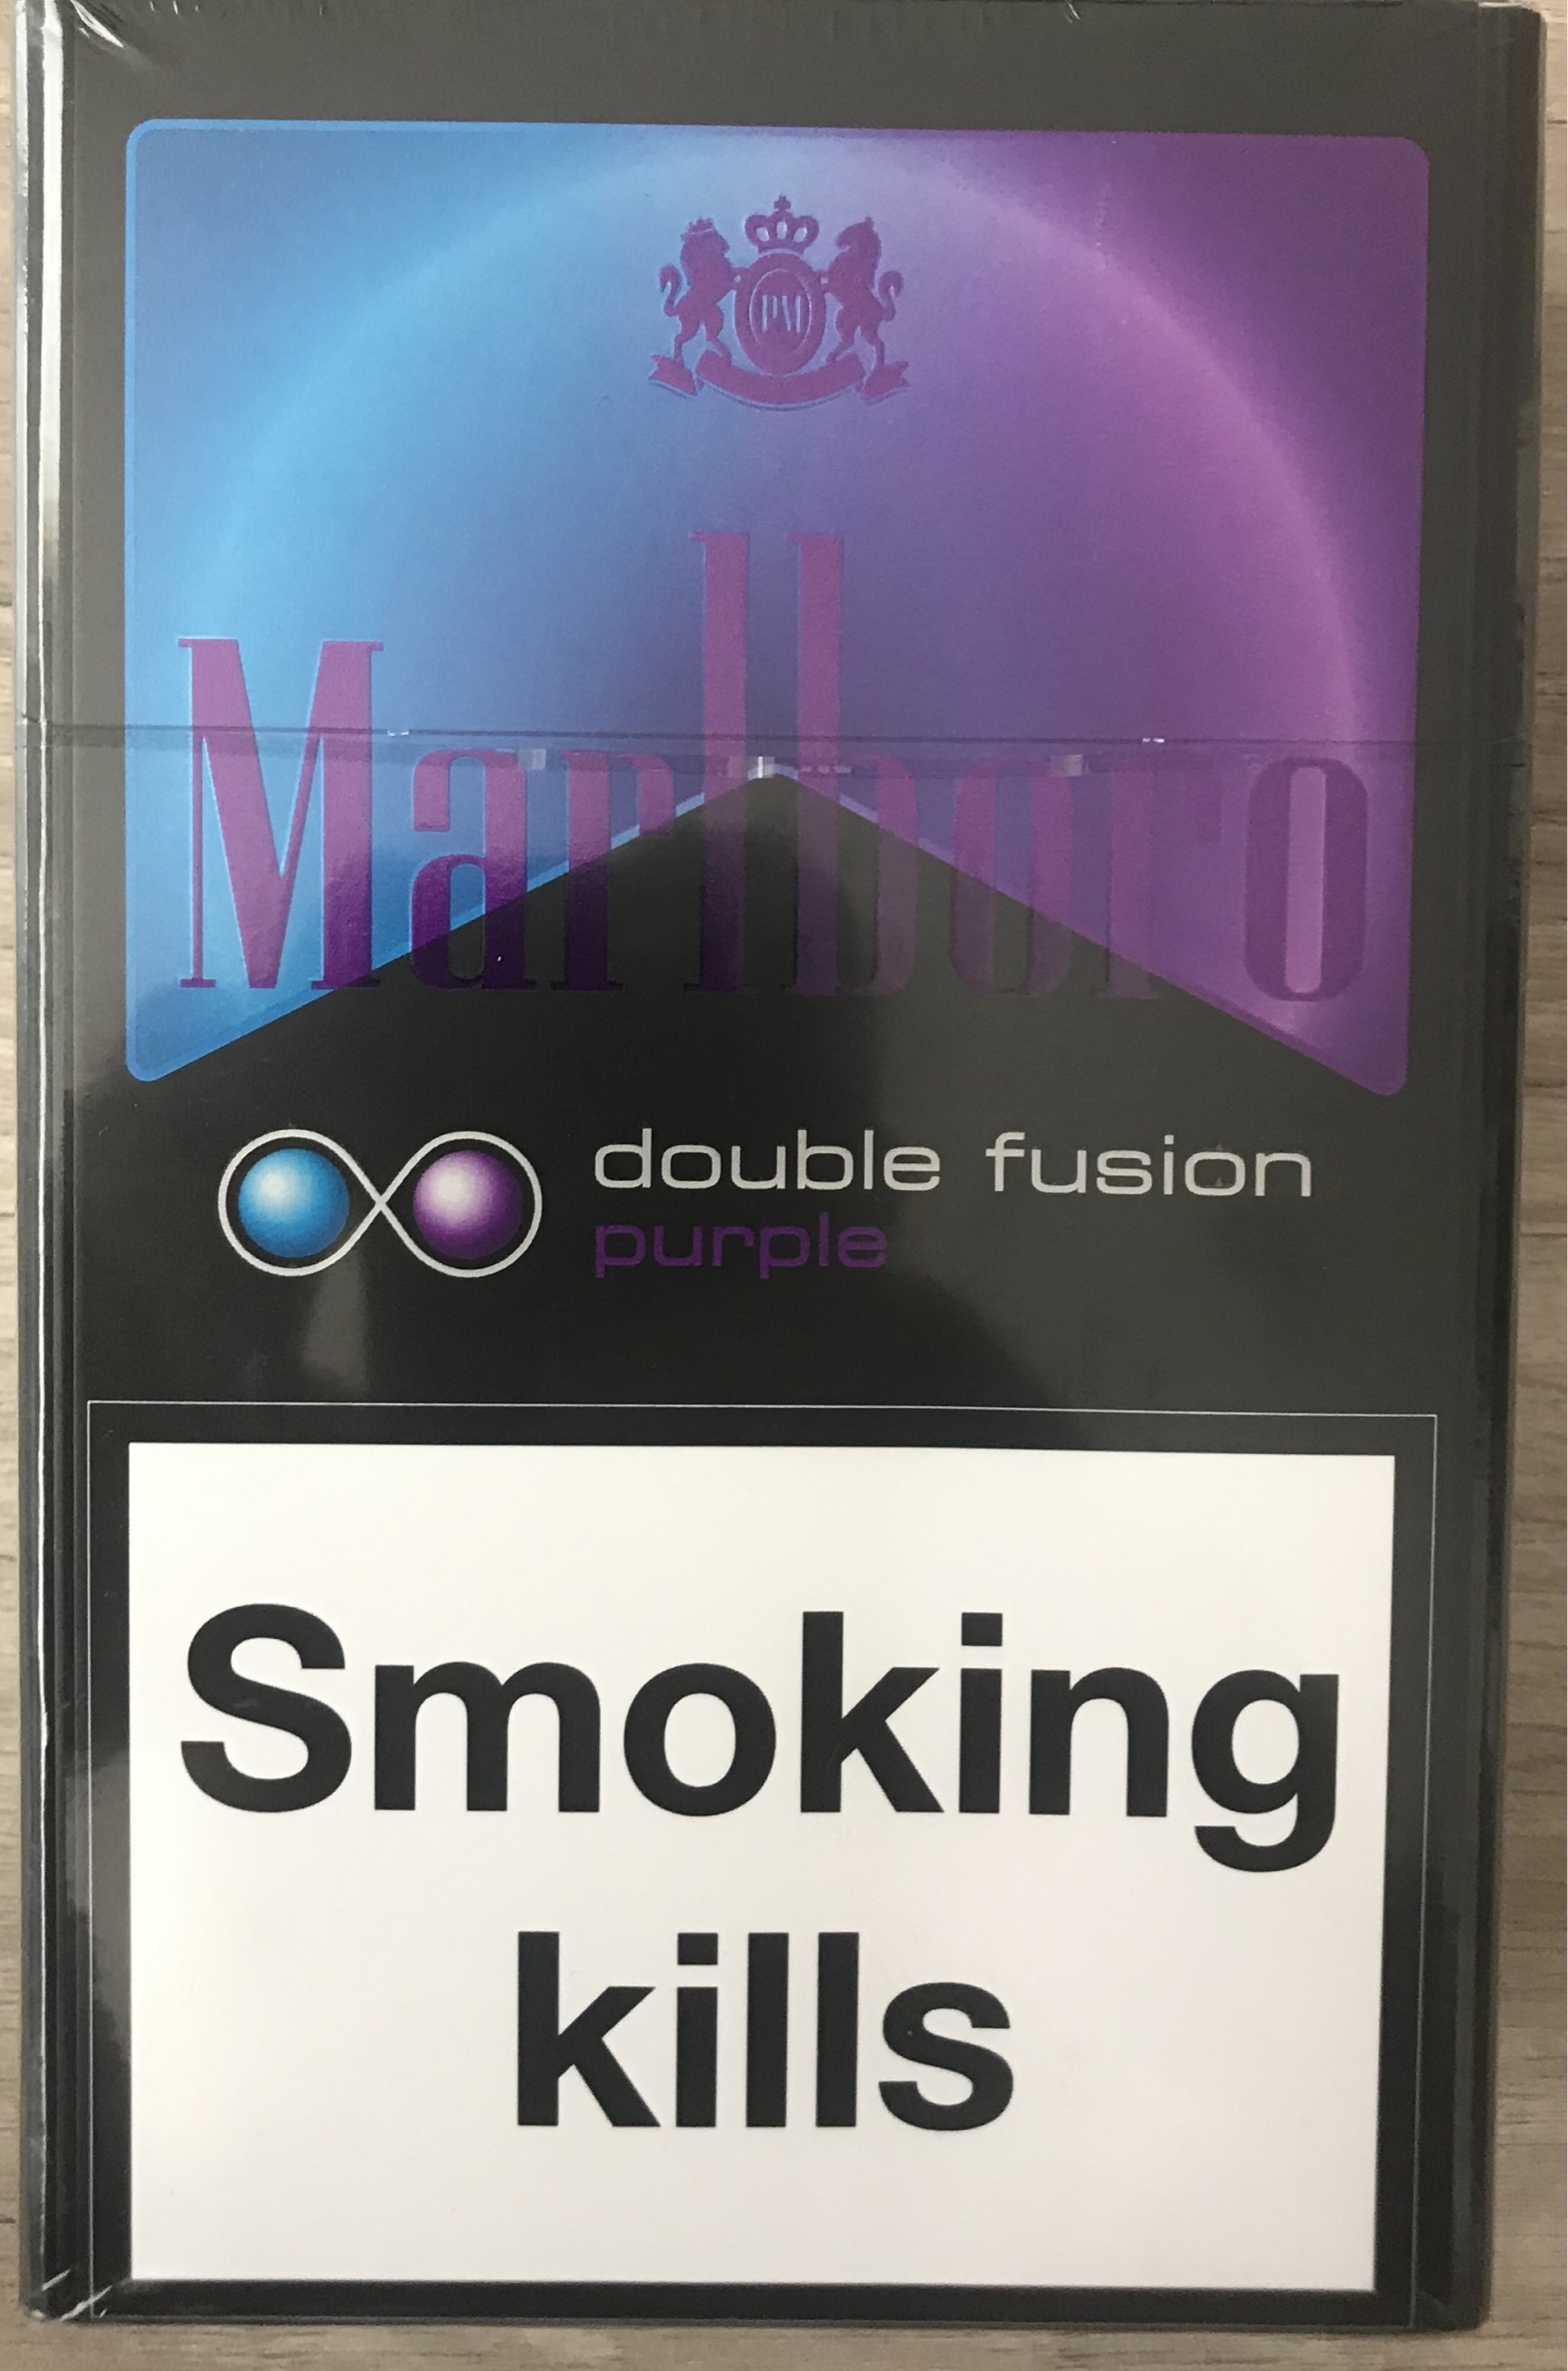 PM
Marlboro
double fusion
purple
Smoking
kills